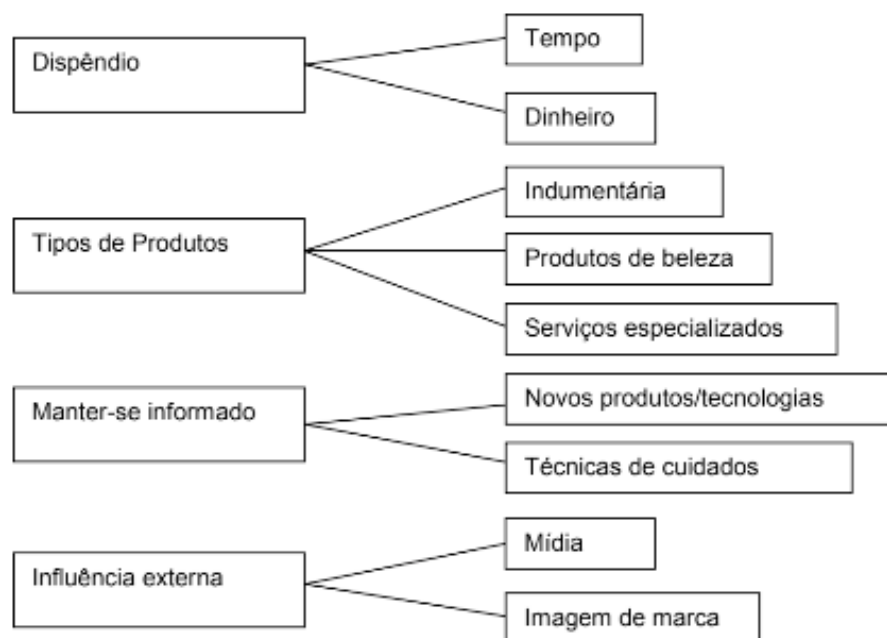 Dispêndio
Tempo
Dinheiro
Tipos de Produtos
Indumentária
Produtos de beleza
Serviços especializados
Manter-se informado
Novos produtos/tecnologias
Técnicas de cuidados
Influência externa
Mídia
Imagem de marca